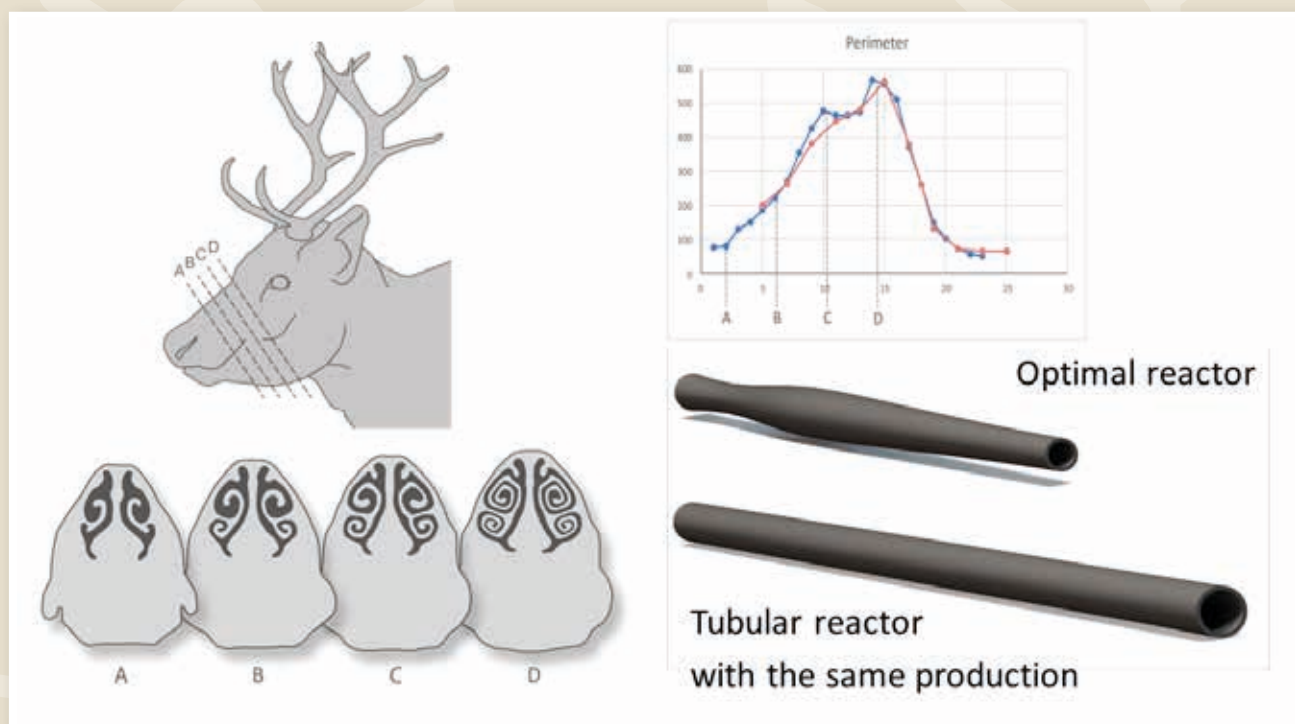 A B C D
A B C D
Perimeter
600
500
400
300
200
100
0
0 5 10 15 20 25 30
A B C D
Optimal reactor
Tubular reactor
with the same production